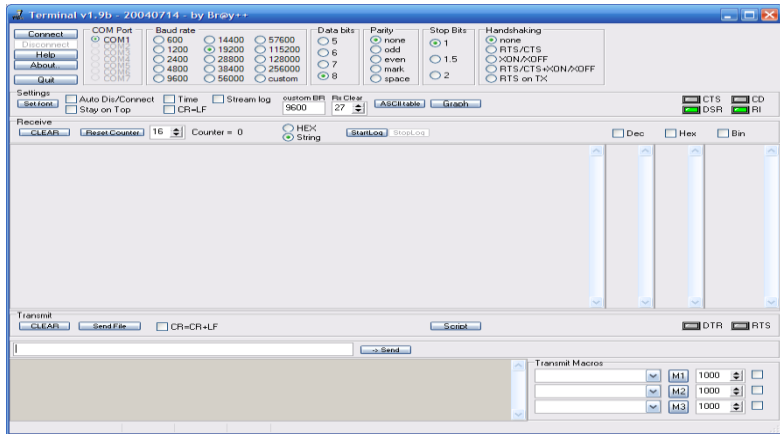 Terminal v1.9b - 20040714 - by Br@y++
Connect
Disconnect
Help
About..
Quit
COM Port
COM1
COM2
COM3
COM4
COM5
COM6
COM7
Baud rate
600 14400 57600
1200 19200 115200
2400 28800 128000
4800 38400 256000
9600 56000 custom
Data bits
5
6
7
8
Parity
none
odd
even
mark
space
Stop Bits
1
1.5
2
Handshaking
none
RTS/CTS
XON/XOFF
RTS/CTS+XON/XOFF
RTS on TX
Settings
Set font
Auto Dis/Connect Time Stream log
Stay on Top CR=LF
custom BR Rx Clear
9600 27
ASCII table Graph
CTS CD
DSR RI
Receive
CLEAR Reset Counter 16 Counter = 0
HEX
String
StartLog StopLog
Dec Hex Bin
Transmit
CLEAR Send File CR=CR+LF Script DTR RTS
-> Send
Transmit Macros
M1 1000
M2 1000
M3 1000